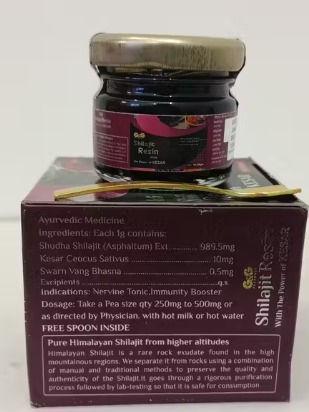 G&G
Shilajit
Resin
Ayurvedic Medicine
Ingredients: Each 1g contains:
Shudha Shilajit (Asphaltum) Ext............989.5mg
Kesar Ceocus Sativus......................10mg
Swarn Vang Bhasna.......................0.5mg
Excipients.......................................q.s
Indications: Nervine Tonic,Immunity Booster
Dosage: Take a Pea size qty 250mg to 500mg or
as directed by Physician. with hot milk or hot water
FREE SPOON INSIDE
Pure Himalayan Shilajit from higher altitudes
Himalayan Shilajit is a rare rock exudate found in the high
mountainous regions. We separate it from rocks using a combination
of manual and traditional methods to preserve the quality and
authenticity of the Shilajit.It goes through a rigorous purification
process followed by lab-testing so that it is safe for consumption
G&G
Shilajit Resin
With The Power of KESAR